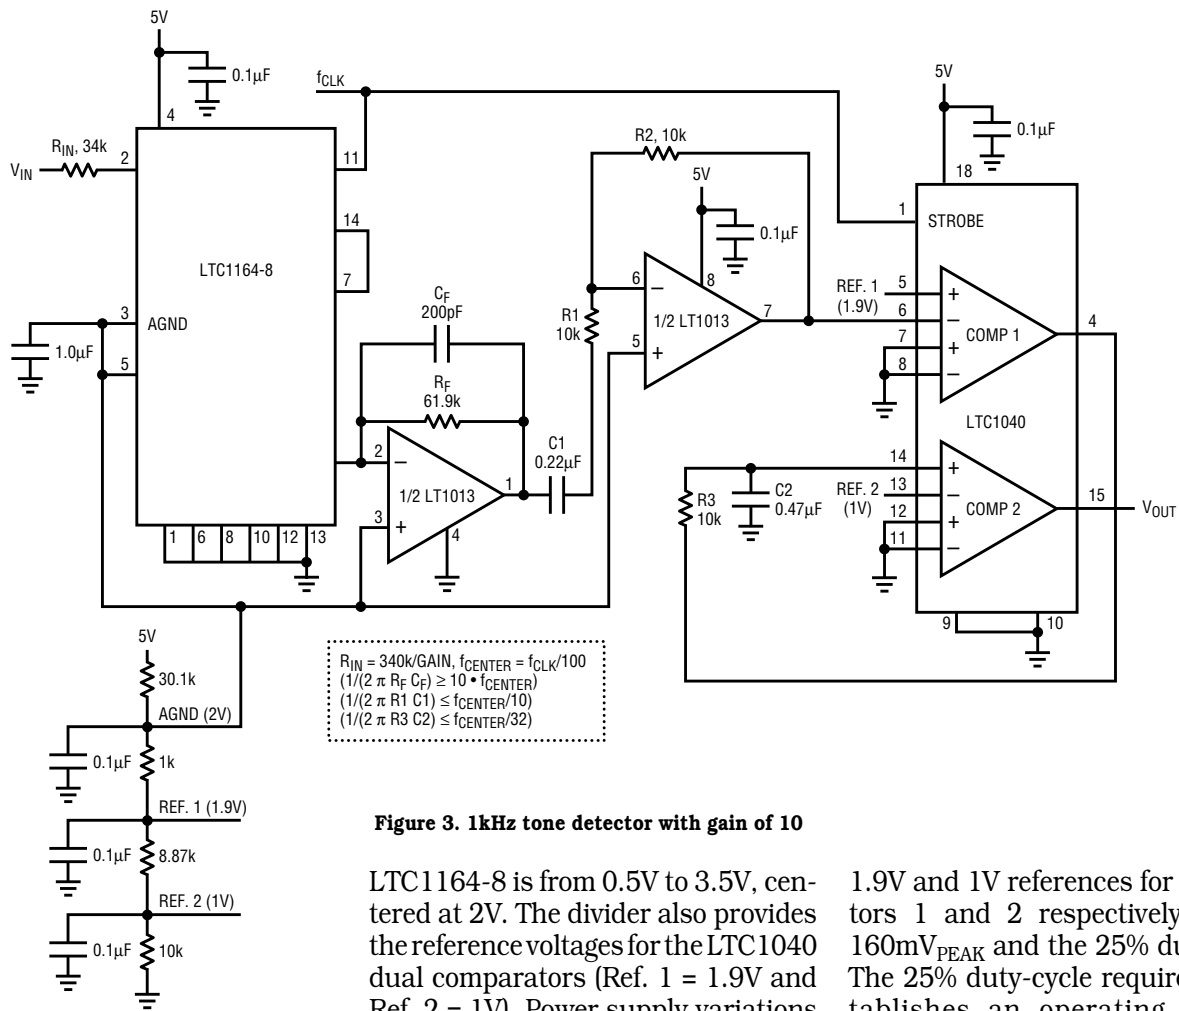 5V
0.1µF
4
fCLK
RIN, 34k
VIN
2
11
14
7
LTC1164-8
3
AGND
1.0µF
5
1 6 8 10 12 13
CF
200pF
RF
61.9k
2
−
1/2 LT1013
1
3
+
4
C1
0.22µF
R1
10k
R2, 10k
5V
0.1µF
8
6
−
1/2 LT1013
7
5
+
5V
0.1µF
18
1
STROBE
REF. 1
(1.9V)
5
+
6
−
7
+
8
−
COMP 1
4
LTC1040
14
+
REF. 2
(1V)
13
−
12
+
11
−
COMP 2
15
VOUT
R3
10k
C2
0.47µF
9
10
RIN = 340k/GAIN, fCENTER = fCLK/100
(1/(2 π RF CF) ≥ 10 • fCENTER)
(1/(2 π R1 C1) ≤ fCENTER/10)
(1/(2 π R3 C2) ≤ fCENTER/32)
5V
30.1k
AGND (2V)
0.1µF
1k
REF. 1 (1.9V)
0.1µF
8.87k
REF. 2 (1V)
0.1µF
10k
Figure 3. 1kHz tone detector with gain of 10
LTC1164-8 is from 0.5V to 3.5V, cen-
tered at 2V. The divider also provides
the reference voltages for the LTC1040
dual comparators (Ref. 1 = 1.9V and
Ref. 2 = 1V). Power supply variations
1.9V and 1V references for
tors 1 and 2 respectively
160mVPEAK and the 25% du
The 25% duty-cycle require
tablishes an operating